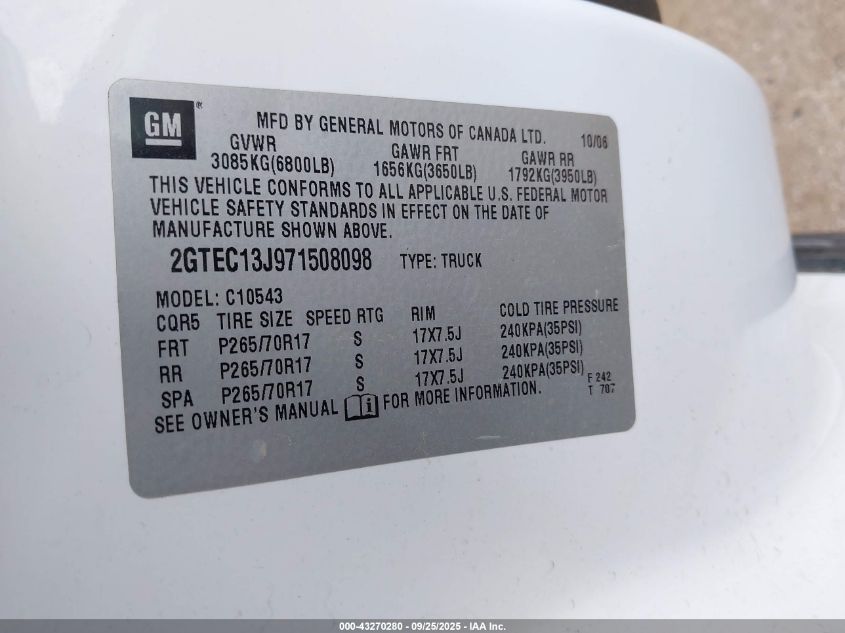 GM ®
MFD BY GENERAL MOTORS OF CANADA LTD. 10/06
GVWR GAWR FRT GAWR RR
3085KG(6800LB) 1656KG(3650LB) 1792KG(3950LB)
THIS VEHICLE CONFORMS TO ALL APPLICABLE U.S. FEDERAL MOTOR
VEHICLE SAFETY STANDARDS IN EFFECT ON THE DATE OF
MANUFACTURE SHOWN ABOVE.
2GTEC13J971508098 TYPE: TRUCK
MODEL: C10543
CQR5 TIRE SIZE SPEED RTG RIM COLD TIRE PRESSURE
FRT P265/70R17 S 17X7.5J 240KPA(35PSI)
RR P265/70R17 S 17X7.5J 240KPA(35PSI)
SPA P265/70R17 S 17X7.5J 240KPA(35PSI)
SEE OWNER'S MANUAL i FOR MORE INFORMATION.
F 242
T 707
000-43270280 - 09/25/2025 - IAA Inc.